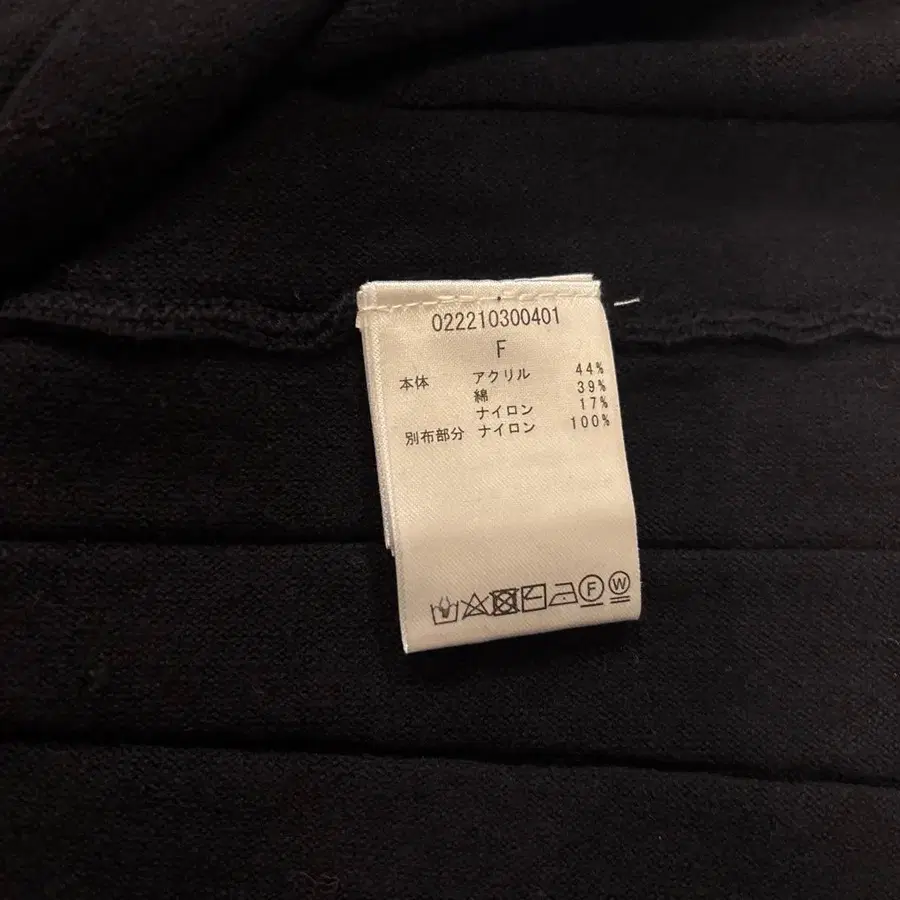 022210300401
F
本体 アクリル 44%
綿 39%
ナイロン 17%
別布部分 ナイロン 100%
F W